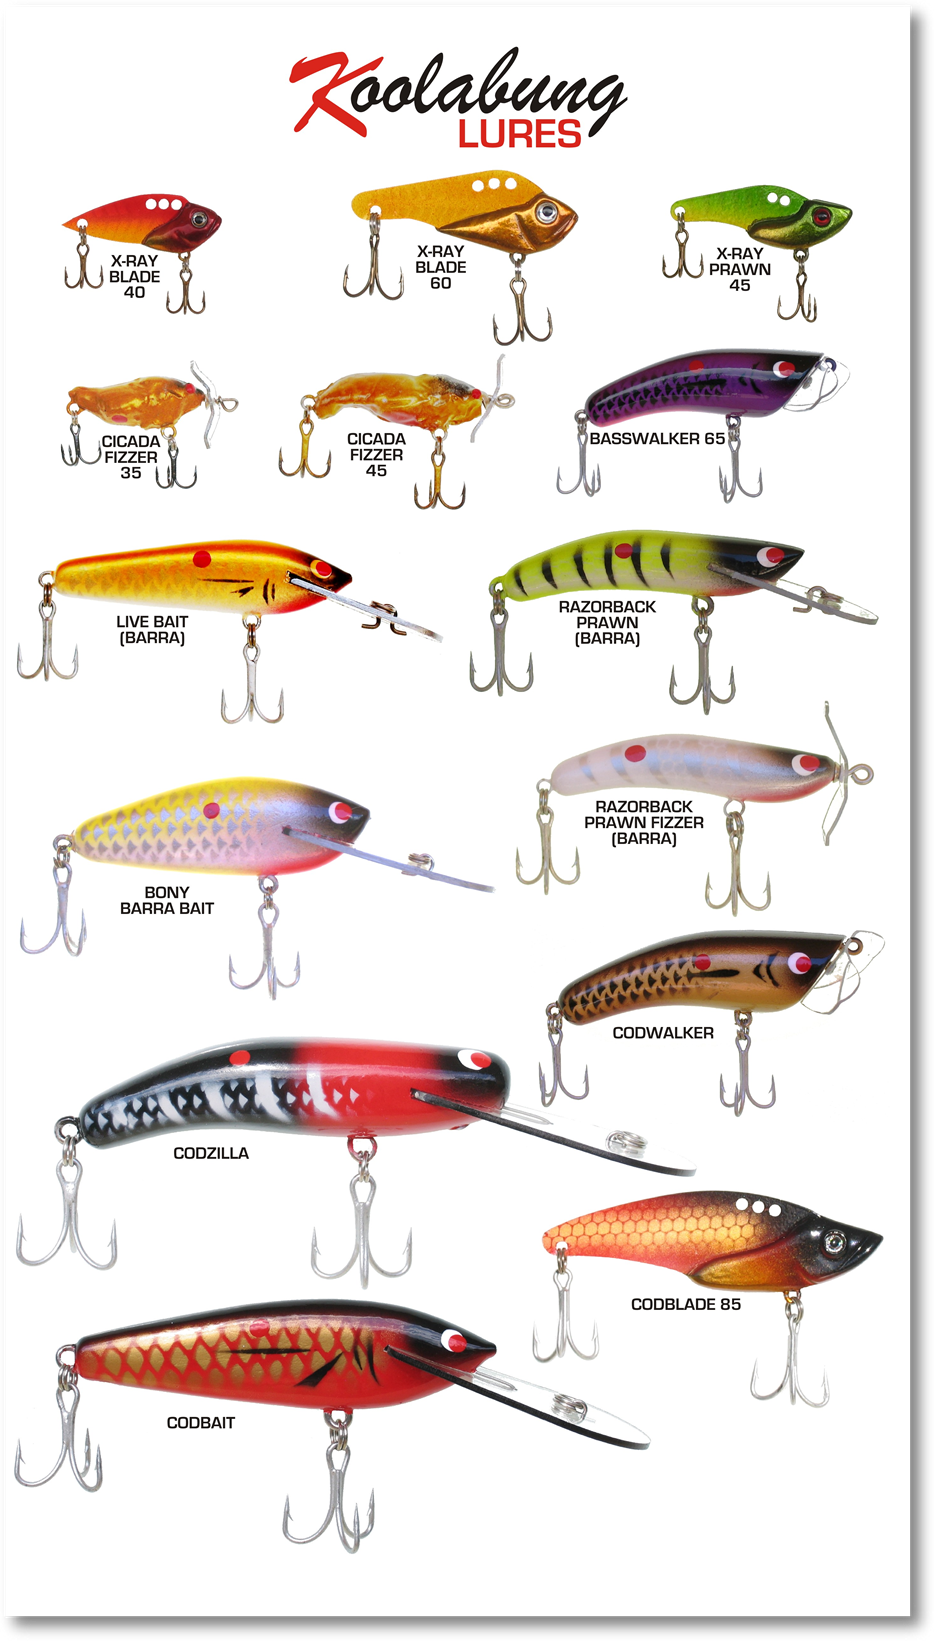 Koolabung
LURES
X-RAY
BLADE
40
X-RAY
BLADE
60
X-RAY
PRAWN
45
CICADA
FIZZER
35
CICADA
FIZZER
45
BASSWALKER 65
LIVE BAIT
(BARRA)
RAZORBACK
PRAWN
(BARRA)
RAZORBACK
PRAWN FIZZER
(BARRA)
BONY
BARRA BAIT
CODWALKER
CODZILLA
CODBLADE 85
CODBAIT